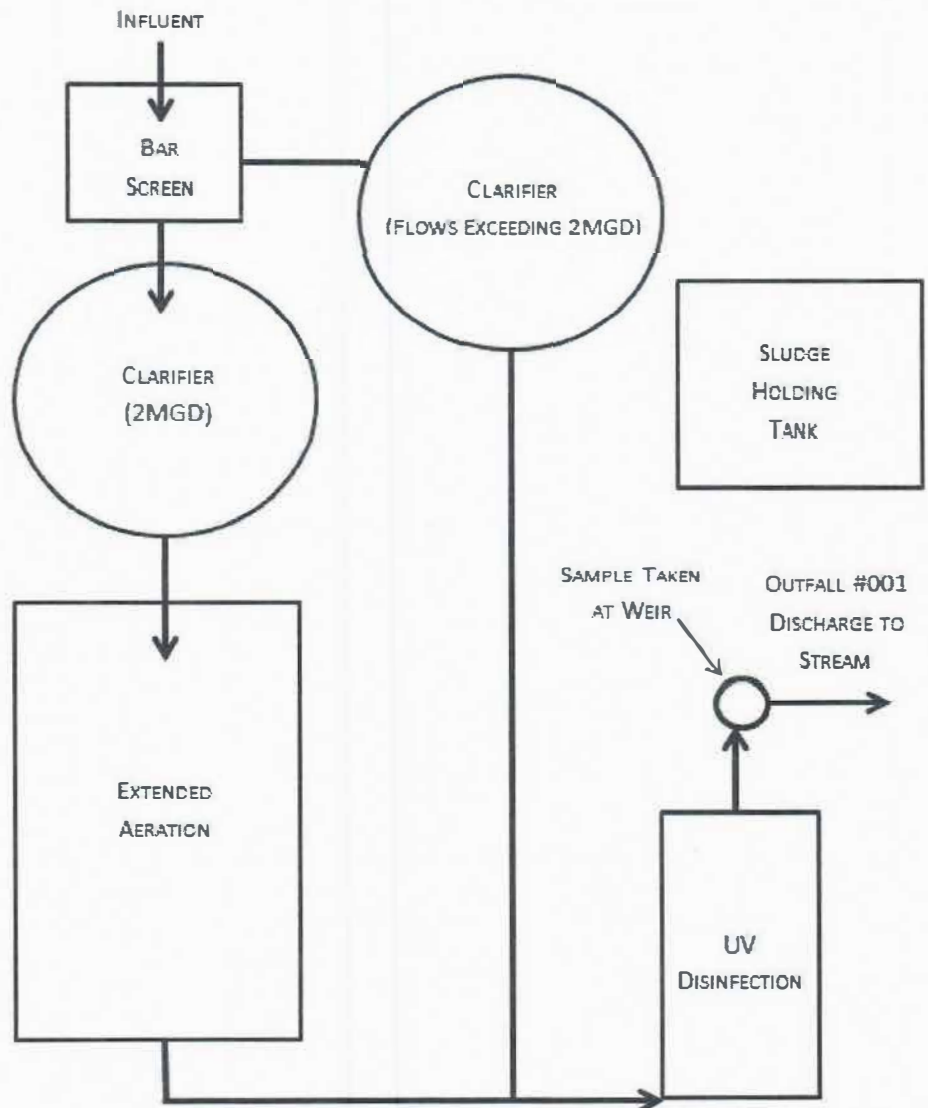 INFLUENT
BAR
SCREEN
CLARIFIER
(FLOWS EXCEEDING 2MGD)
CLARIFIER
(2MGD)
SLUDGE
HOLDING
TANK
SAMPLE TAKEN
AT WEIR
OUTFALL #001
DISCHARGE TO
STREAM
EXTENDED
AERATION
UV
DISINFECTION